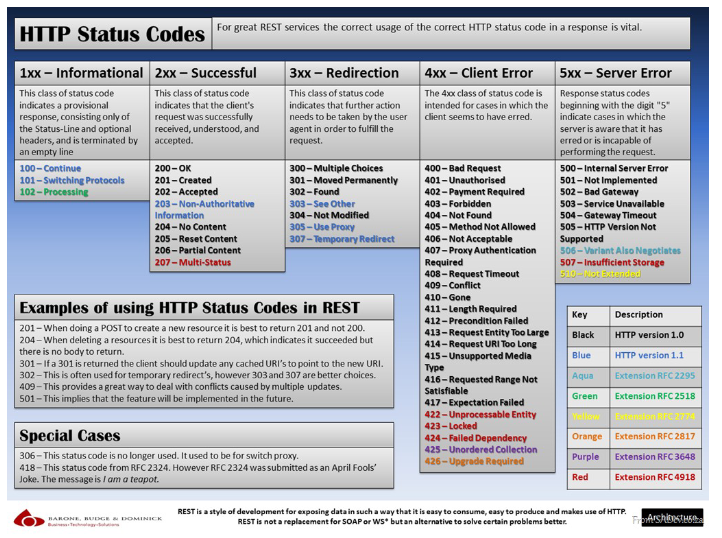 HTTP Status Codes
For great REST services the correct usage of the correct HTTP status code in a response is vital.
1xx – Informational
This class of status code
indicates a provisional
response, consisting only of
the Status-Line and optional
headers, and is terminated by
an empty line
100 – Continue
101 – Switching Protocols
102 – Processing
2xx – Successful
This class of status code
indicates that the client's
request was successfully
received, understood, and
accepted.
200 – OK
201 – Created
202 – Accepted
203 – Non-Authoritative
Information
204 – No Content
205 – Reset Content
206 – Partial Content
207 – Multi-Status
3xx – Redirection
This class of status code
indicates that further action
needs to be taken by the user
agent in order to fulfill the
request.
300 – Multiple Choices
301 – Moved Permanently
302 – Found
303 – See Other
304 – Not Modified
305 – Use Proxy
307 – Temporary Redirect
4xx – Client Error
The 4xx class of status code is
intended for cases in which the
client seems to have erred.
400 – Bad Request
401 – Unauthorised
402 – Payment Required
403 – Forbidden
404 – Not Found
405 – Method Not Allowed
406 – Not Acceptable
407 – Proxy Authentication
Required
408 – Request Timeout
409 – Conflict
410 – Gone
411 – Length Required
412 – Precondition Failed
413 – Request Entity Too Large
414 – Request URI Too Long
415 – Unsupported Media
Type
416 – Requested Range Not
Satisfiable
417 – Expectation Failed
422 – Unprocessable Entity
423 – Locked
424 – Failed Dependency
425 – Unordered Collection
426 – Upgrade Required
5xx – Server Error
Response status codes
beginning with the digit "5"
indicate cases in which the
server is aware that it has
erred or is incapable of
performing the request.
500 – Internal Server Error
501 – Not Implemented
502 – Bad Gateway
503 – Service Unavailable
504 – Gateway Timeout
505 – HTTP Version Not
Supported
506 – Variant Also Negotiates
507 – Insufficient Storage
510 – Not Extended
Examples of using HTTP Status Codes in REST
201 – When doing a POST to create a new resource it is best to return 201 and not 200.
204 – When deleting a resources it is best to return 204, which indicates it succeeded but
there is no body to return.
301 – If a 301 is returned the client should update any cached URI's to point to the new URI.
302 – This is often used for temporary redirect's, however 303 and 307 are better choices.
409 – This provides a great way to deal with conflicts caused by multiple updates.
501 – This implies that the feature will be implemented in the future.
Special Cases
306 – This status code is no longer used. It used to be for switch proxy.
418 – This status code from RFC 2324. However RFC 2324 was submitted as an April Fools'
Joke. The message is I am a teapot.
Key Description
Black HTTP version 1.0
Blue HTTP version 1.1
Aqua Extension RFC 2295
Green Extension RFC 2518
Yellow Extension RFC 2774
Orange Extension RFC 2817
Purple Extension RFC 3648
Red Extension RFC 4918
BARONE, BUDGE & DOMINICK
Business-Technology-Solutions
REST is a style of development for exposing data in such a way that it is easy to consume, easy to produce and makes use of HTTP.
REST is not a replacement for SOAP or WS* but an alternative to solve certain problems better.
Architecture